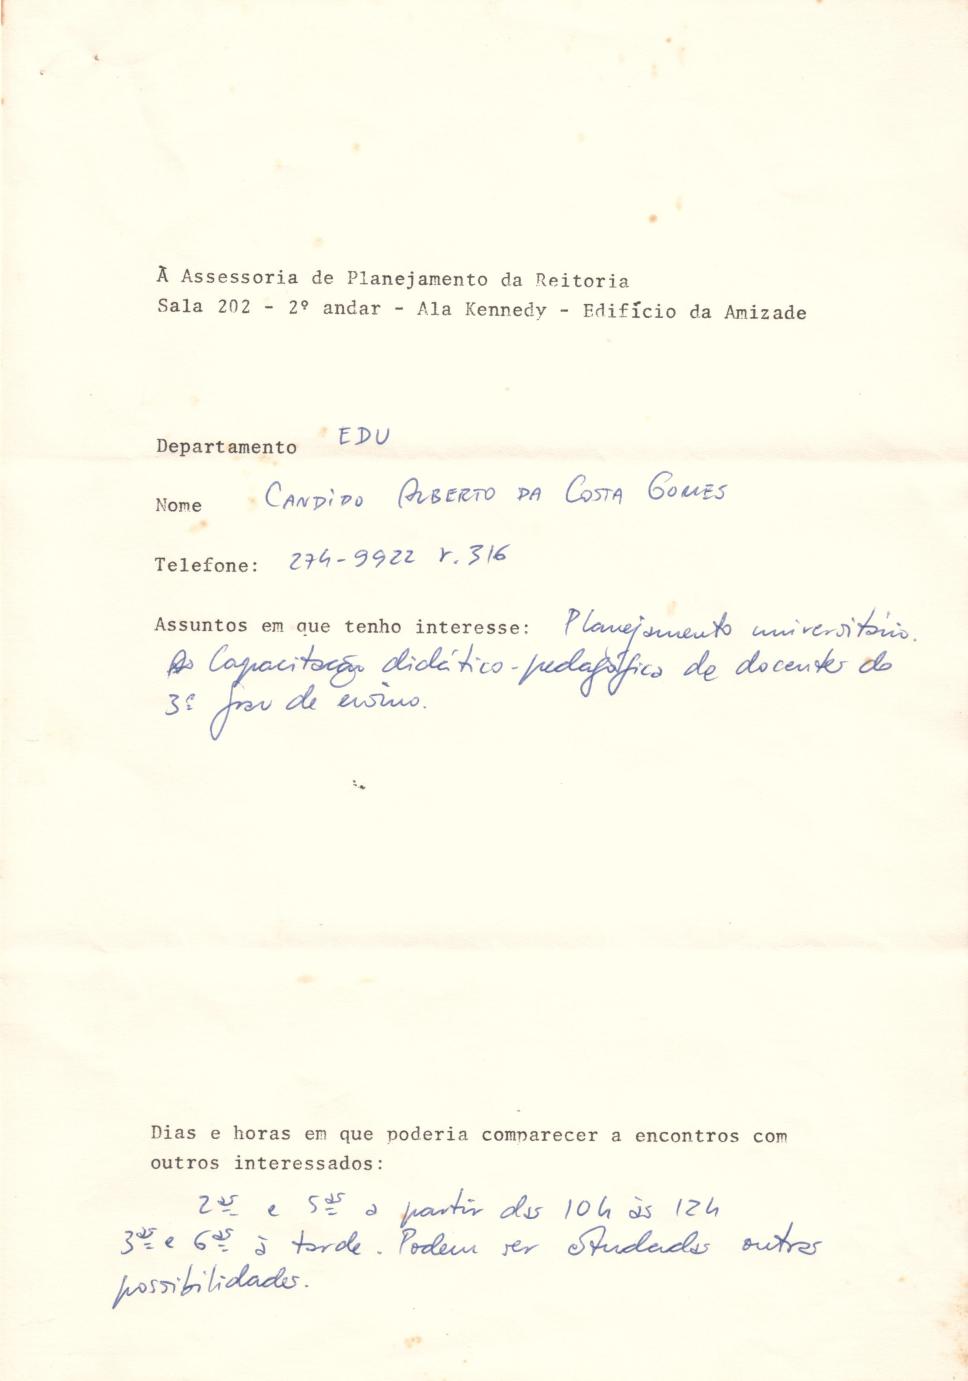 À Assessoria de Planejamento da Reitoria
Sala 202 - 2º andar - Ala Kennedy - Edifício da Amizade
Departamento EDU
Nome CANDIDO ALBERTO DA COSTA GOMES
Telefone: 274-9922 r. 316
Assuntos em que tenho interesse: Planejamento universitário.
Capacitação didático-pedagógica de docentes do
3º grau de ensino.
Dias e horas em que poderia comparecer a encontros com
outros interessados:
2as e 5as a partir das 10h às 12h
3as e 6as à tarde. Podem ser estudadas outras
possibilidades.